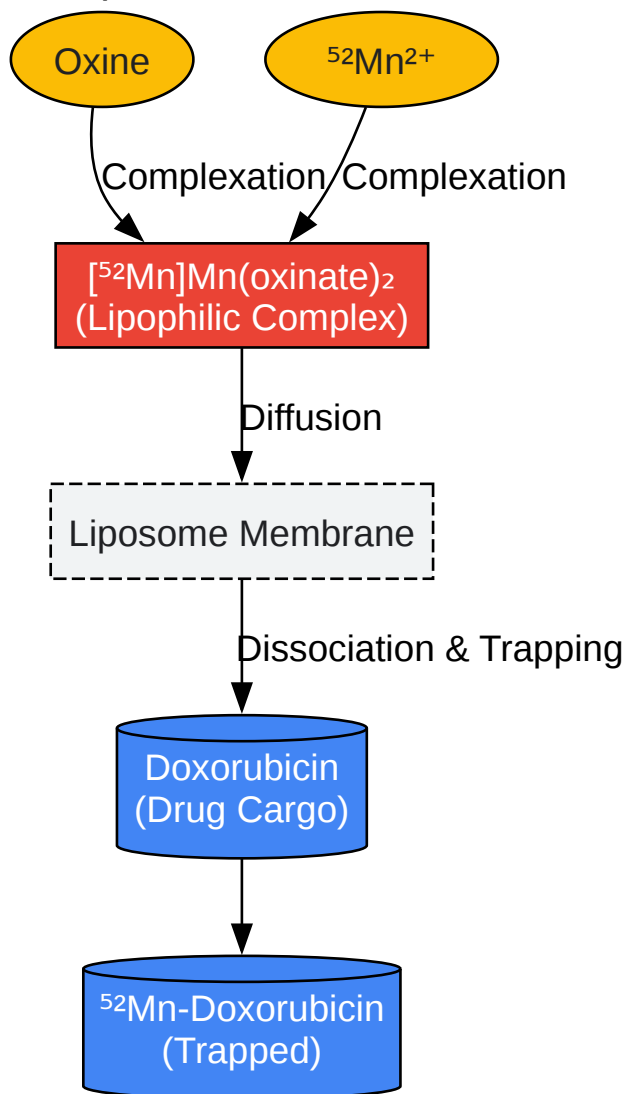 Oxine
⁵²Mn²⁺
Complexation
Complexation
[⁵²Mn]Mn(oxinate)₂
(Lipophilic Complex)
Diffusion
Liposome Membrane
Dissociation & Trapping
Doxorubicin
(Drug Cargo)
⁵²Mn-Doxorubicin
(Trapped)